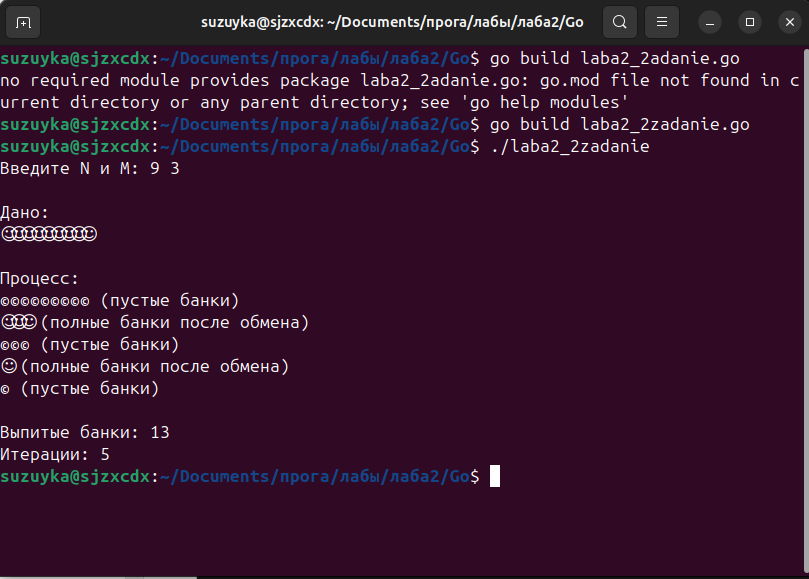 suzuyka@sjzxcdx: ~/Documents/прога/лабы/лаба2/Go
suzuyka@sjzxcdx:~/Documents/прога/лабы/лаба2/Go$ go build laba2_2adanie.go
no required module provides package laba2_2adanie.go: go.mod file not found in c
urrent directory or any parent directory; see 'go help modules'
suzuyka@sjzxcdx:~/Documents/прога/лабы/лаба2/Go$ go build laba2_2zadanie.go
suzuyka@sjzxcdx:~/Documents/прога/лабы/лаба2/Go$ ./laba2_2zadanie
Введите N и M: 9 3
Дано:
☺☺☺☺☺☺☺☺☺
Процесс:
©©©©©©©©© (пустые банки)
☺☺☺ (полные банки после обмена)
©©© (пустые банки)
☺ (полные банки после обмена)
© (пустые банки)
Выпитые банки: 13
Итерации: 5
suzuyka@sjzxcdx:~/Documents/прога/лабы/лаба2/Go$